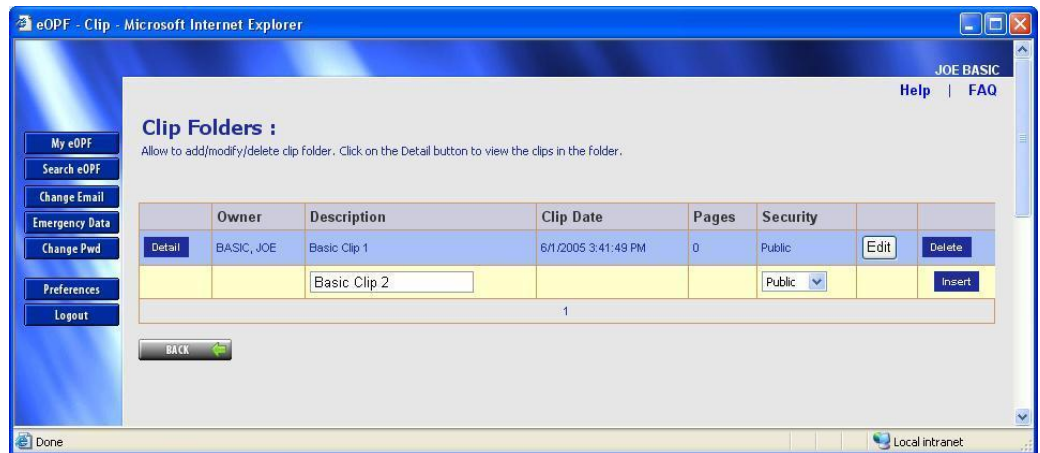 eOPF - Clip - Microsoft Internet Explorer
JOE BASIC
Help | FAQ
Clip Folders :
Allow to add/modify/delete clip folder. Click on the Detail button to view the clips in the folder.
My eOPF
Search eOPF
Change Email
Emergency Data
Change Pwd
Preferences
Logout
Owner Description Clip Date Pages Security
Detail BASIC, JOE Basic Clip 1 6/1/2005 3:41:49 PM 0 Public Edit Delete
Basic Clip 2 Public Insert
1
BACK
Done Local intranet